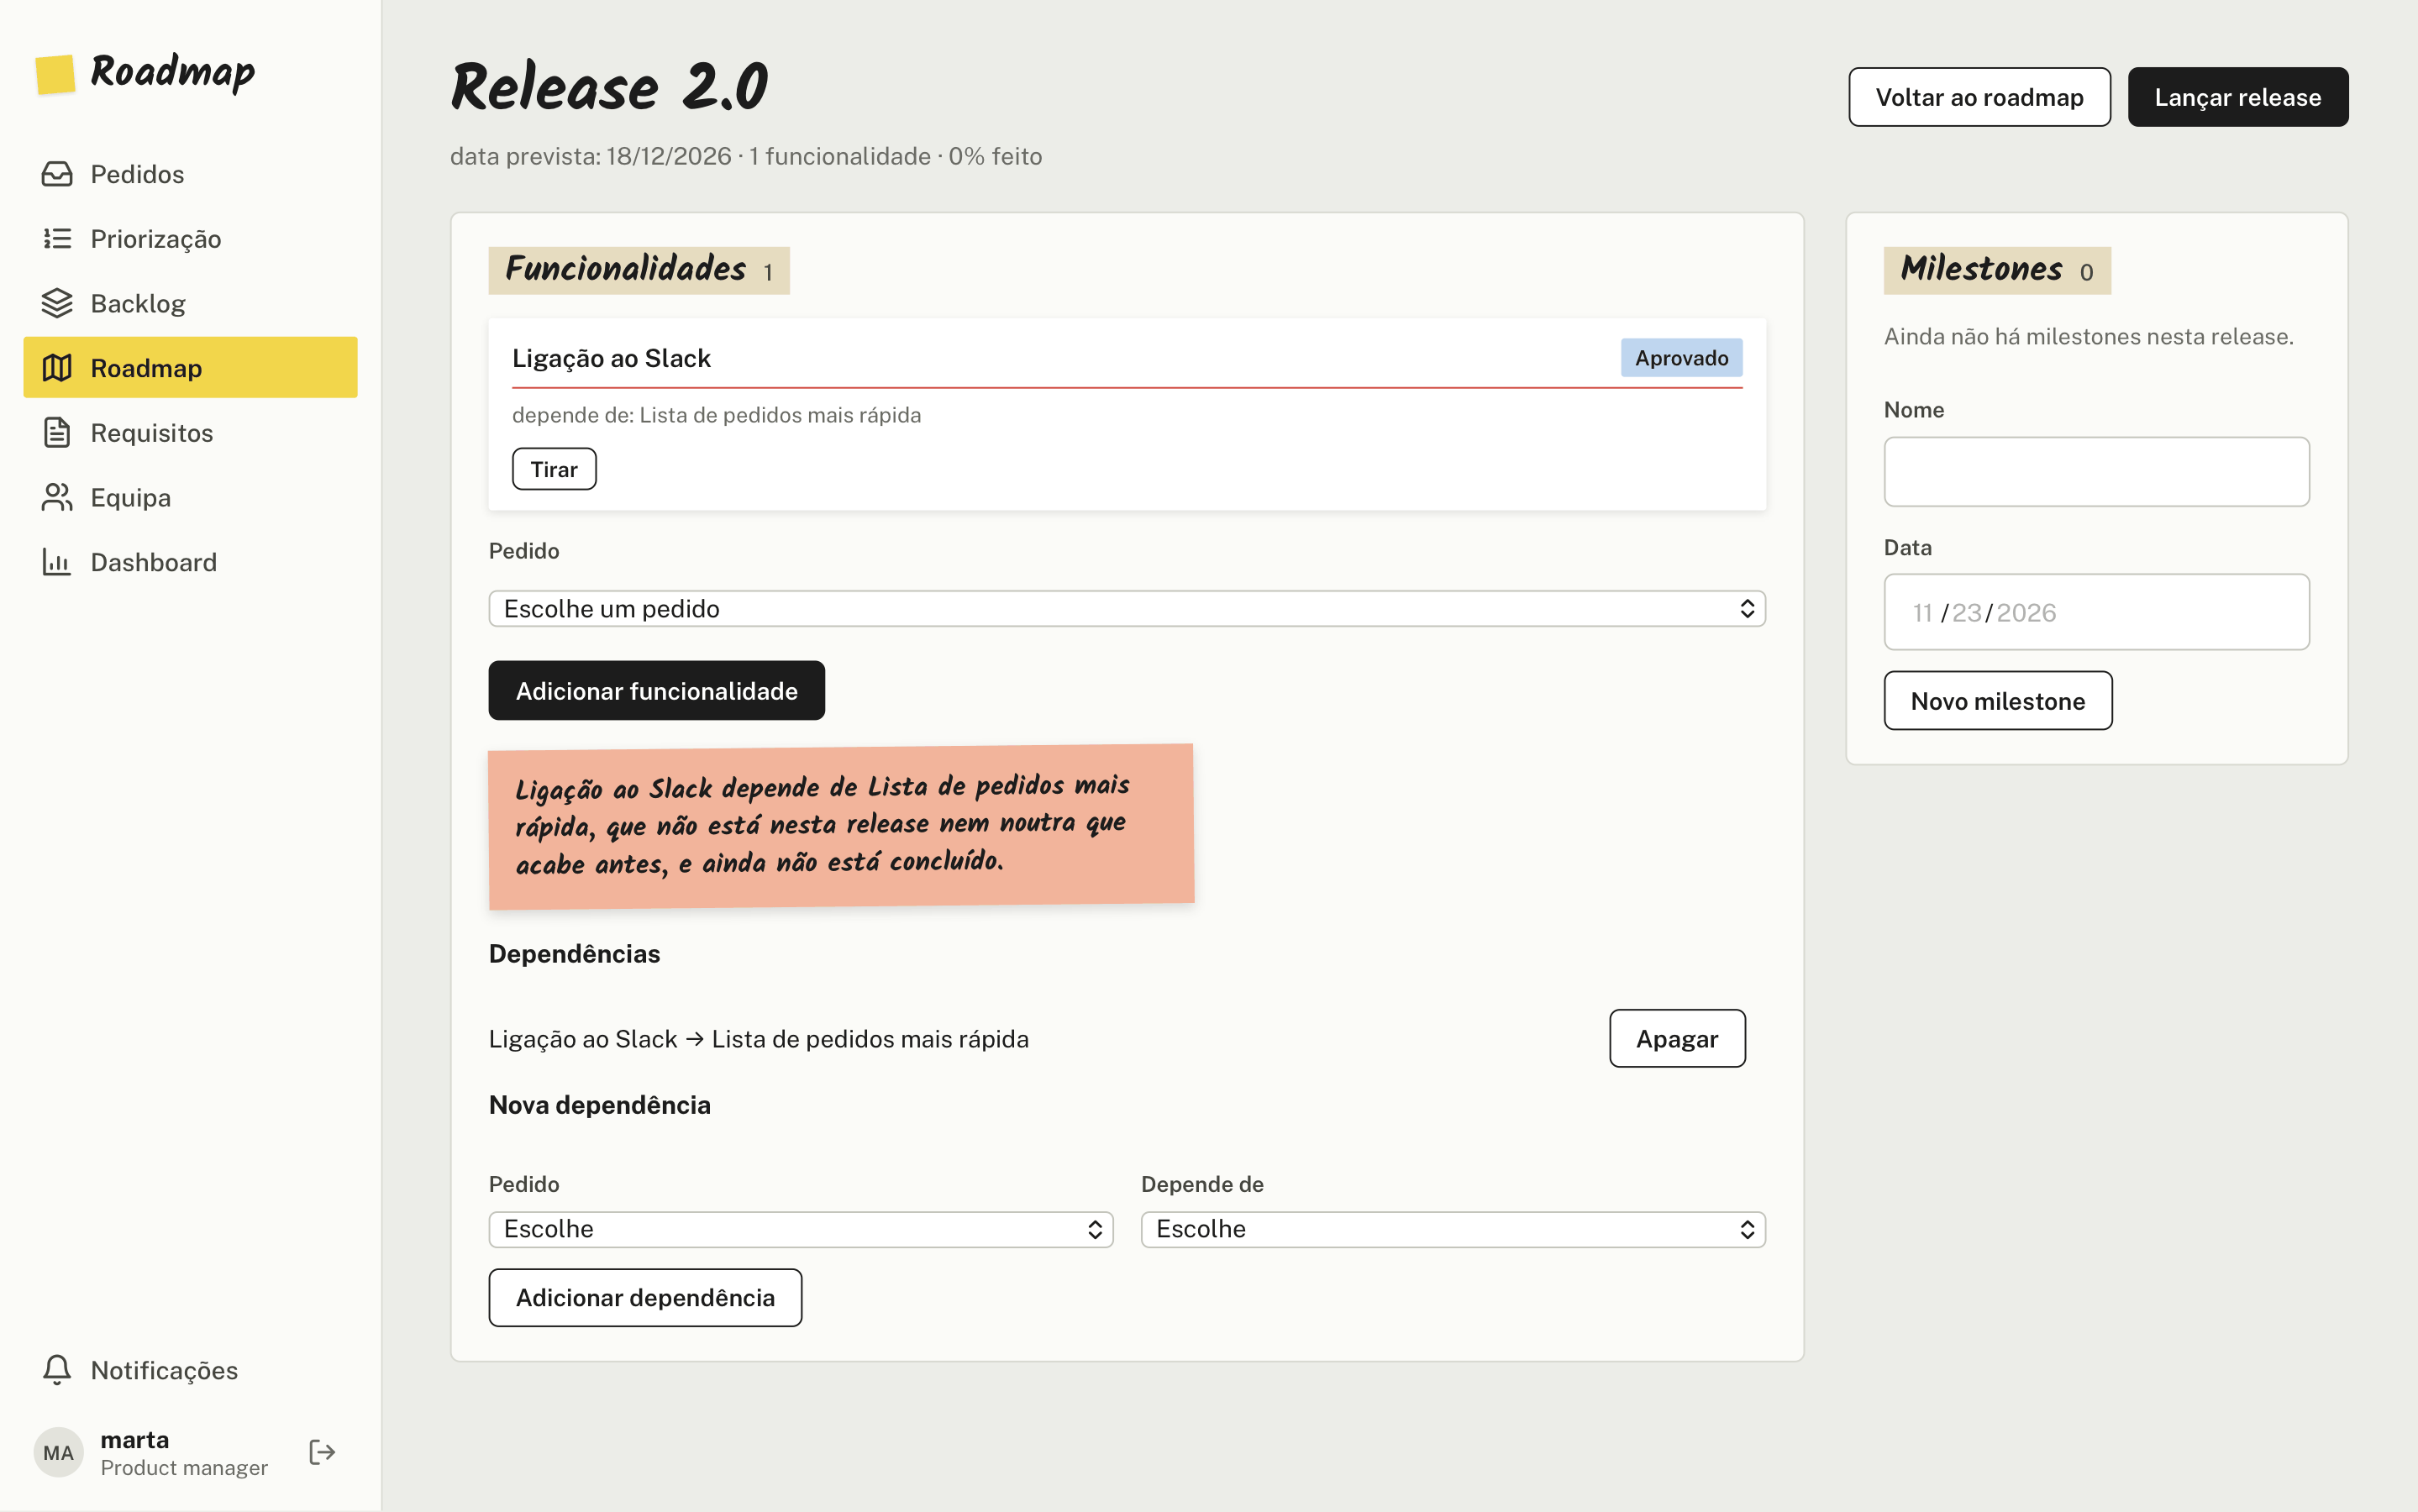 Roadmap
Pedidos
Priorização
Backlog
Roadmap
Requisitos
Equipa
Dashboard
Notificações
MA
marta
Product manager
Release 2.0
data prevista: 18/12/2026 · 1 funcionalidade · 0% feito
Voltar ao roadmap
Lançar release
Funcionalidades 1
Ligação ao Slack
Aprovado
depende de: Lista de pedidos mais rápida
Tirar
Pedido
Escolhe um pedido
Adicionar funcionalidade
Ligação ao Slack depende de Lista de pedidos mais
rápida, que não está nesta release nem noutra que
acabe antes, e ainda não está concluído.
Dependências
Ligação ao Slack → Lista de pedidos mais rápida
Apagar
Nova dependência
Pedido
Depende de
Escolhe
Escolhe
Adicionar dependência
Milestones 0
Ainda não há milestones nesta release.
Nome
Data
11/23/2026
Novo milestone